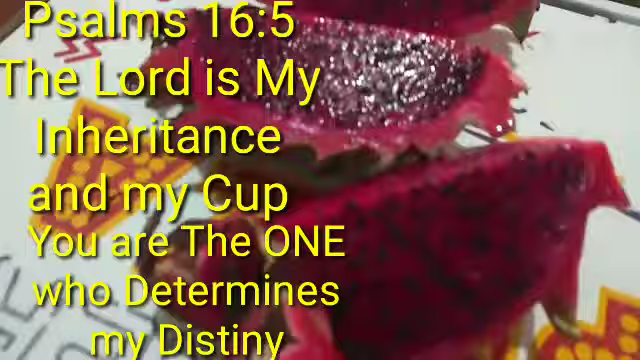 Psalms 16:5
The Lord is My
Inheritance
and my Cup
You are The ONE
who Determines
my Distiny